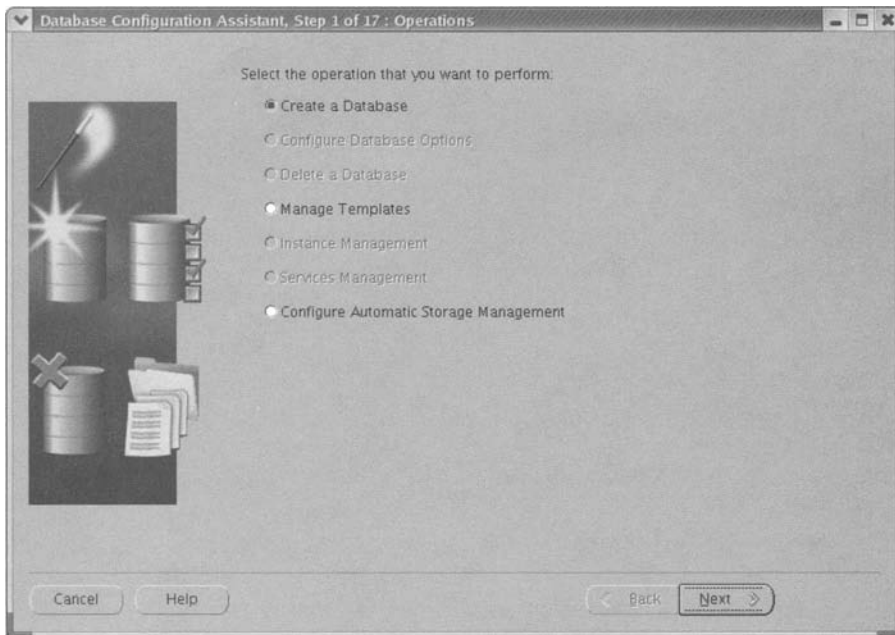 Database Configuration Assistant, Step 1 of 17 : Operations
Select the operation that you want to perform:
Create a Database
Configure Database Options
Delete a Database
Manage Templates
Instance Management
Services Management
Configure Automatic Storage Management
Cancel
Help
Back
Next